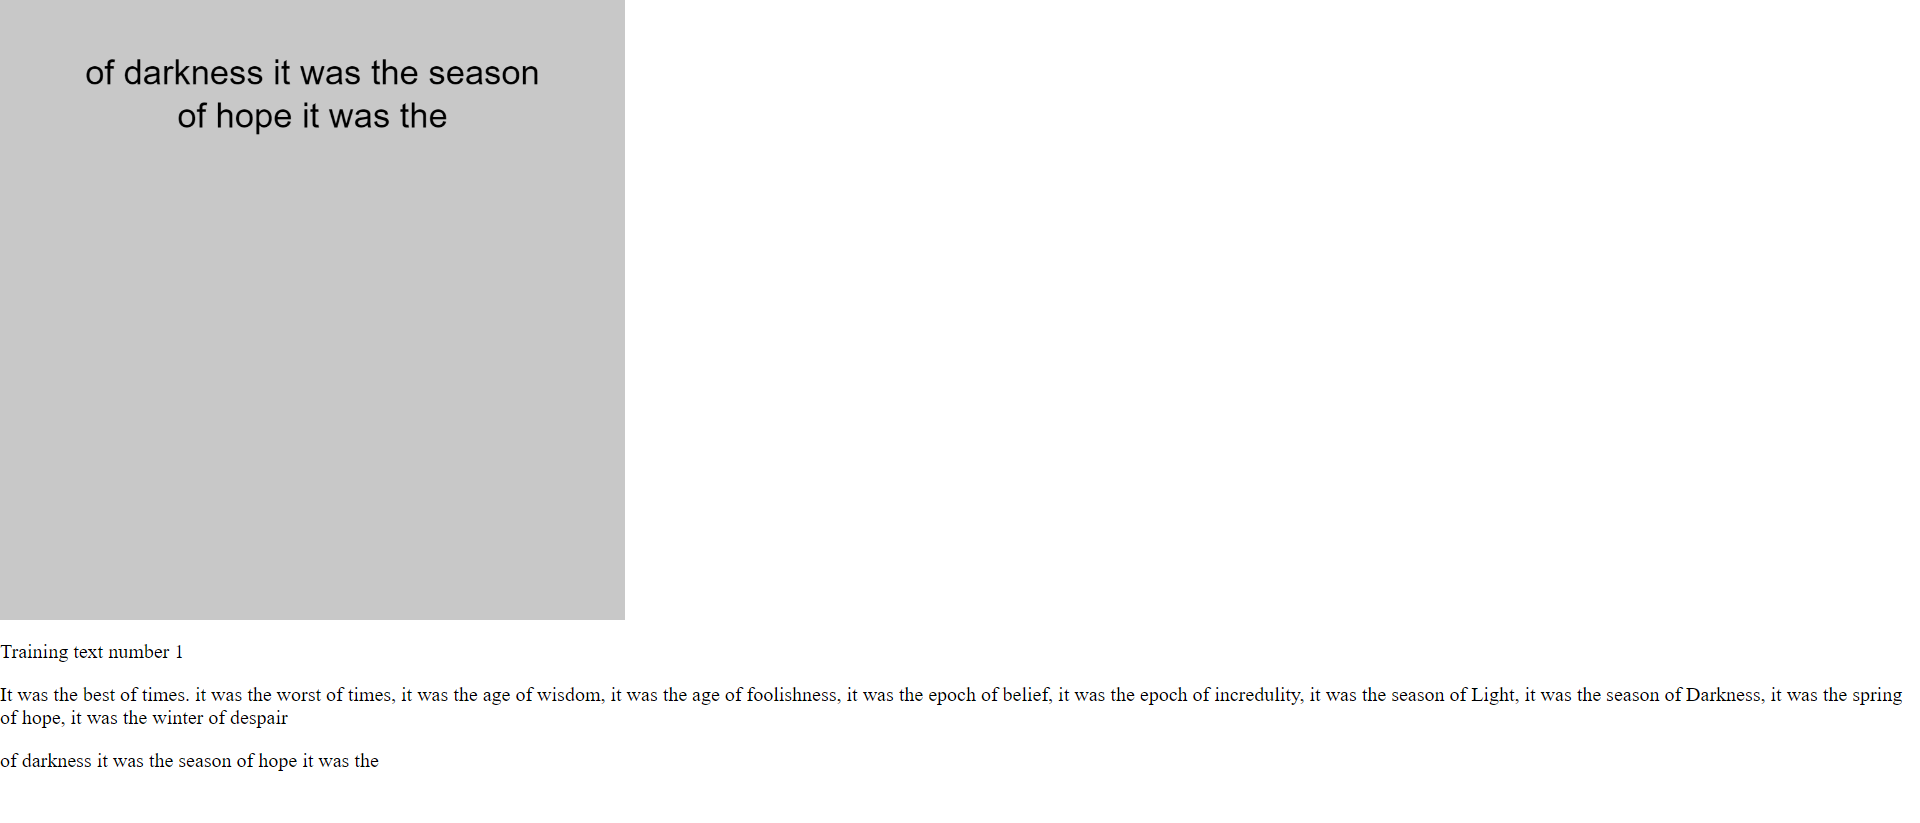 of darkness it was the season
of hope it was the
Training text number 1
It was the best of times. it was the worst of times, it was the age of wisdom, it was the age of foolishness, it was the epoch of belief, it was the epoch of incredulity, it was the season of Light, it was the season of Darkness, it was the spring
of hope, it was the winter of despair
of darkness it was the season of hope it was the